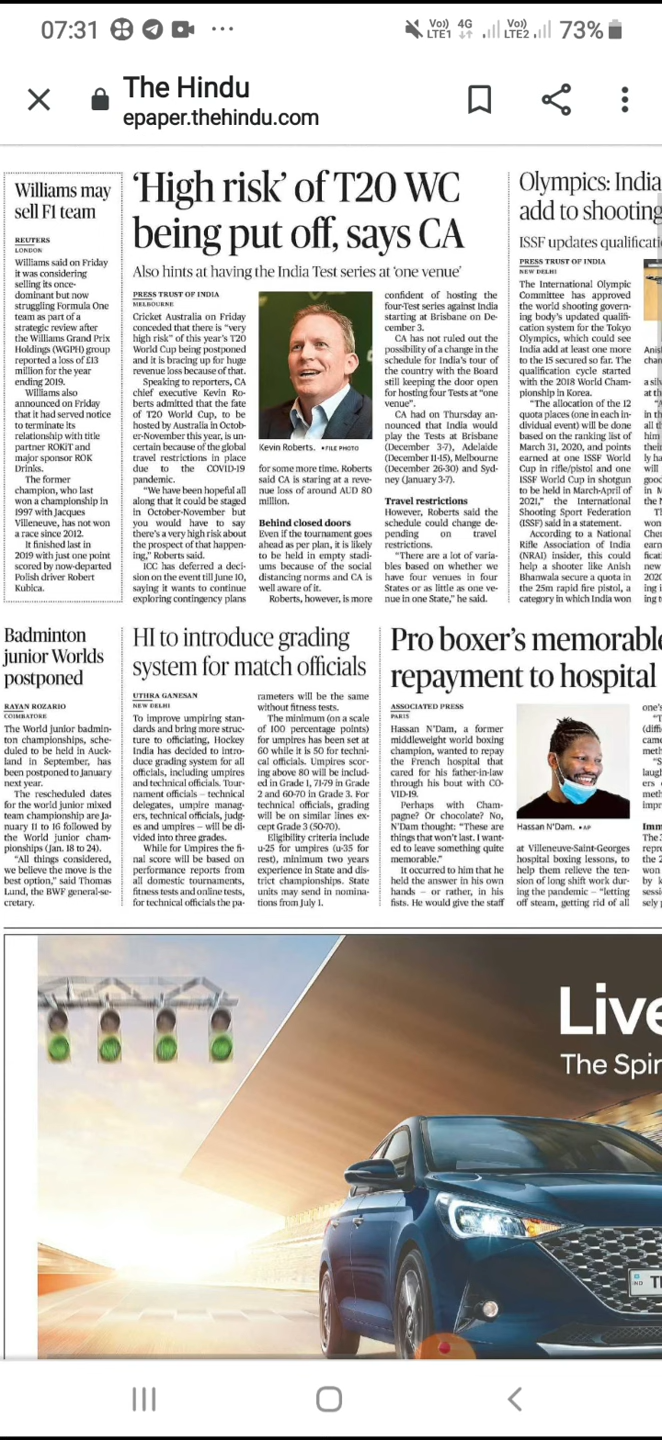 07:31
Vo)) LTE1 4G Vo)) LTE2 73%
The Hindu
epaper.thehindu.com
Williams may
sell F1 team
REUTERS
LONDON
Williams said on Friday
it was considering
selling its once-
dominant but now
struggling Formula One
team as part of a
strategic review after
the Williams Grand Prix
Holdings (WGPH) group
reported a loss of £13
million for the year
ending 2019.
Williams also
announced on Friday
that it had served notice
to terminate its
relationship with title
partner ROKiT and
major sponsor ROK
Drinks.
The former
champion, who last
won a championship in
1997 with Jacques
Villeneuve, has not won
a race since 2012.
It finished last in
2019 with just one point
scored by now-departed
Polish driver Robert
Kubica.
‘High risk’ of T20 WC
being put off, says CA
Also hints at having the India Test series at ‘one venue’
PRESS TRUST OF INDIA
MELBOURNE
Cricket Australia on Friday
conceded that there is “very
high risk” of this year’s T20
World Cup being postponed
and it is bracing up for huge
revenue loss because of that.
Speaking to reporters, CA
chief executive Kevin Ro-
berts admitted that the fate
of T20 World Cup, to be
hosted by Australia in Octob-
er-November this year, is un-
certain because of the global
travel restrictions in place
due to the COVID-19
pandemic.
“We have been hopeful all
along that it could be staged
in October-November but
you would have to say
there’s a very high risk about
the prospect of that happen-
ing,” Roberts said.
ICC has deferred a deci-
sion on the event till June 10,
saying it wants to continue
exploring contingency plans
Kevin Roberts. •FILE PHOTO
for some more time. Roberts
said CA is staring at a reve-
nue loss of around AUD 80
million.
Behind closed doors
Even if the tournament goes
ahead as per plan, it is likely
to be held in empty stadi-
ums because of the social
distancing norms and CA is
well aware of it.
Roberts, however, is more
confident of hosting the
four-Test series against India
starting at Brisbane on De-
cember 3.
CA has not ruled out the
possibility of a change in the
schedule for India’s tour of
the country with the Board
still keeping the door open
for hosting four Tests at “one
venue”.
CA had on Thursday an-
nounced that India would
play the Tests at Brisbane
(December 3-7), Adelaide
(December 11-15), Melbourne
(December 26-30) and Syd-
ney (January 3-7).
Travel restrictions
However, Roberts said the
schedule could change de-
pending on travel
restrictions.
“There are a lot of varia-
bles based on whether we
have four venues in four
States or as little as one ve-
nue in one State,” he said.
Olympics: India
add to shooting
ISSF updates qualificati
PRESS TRUST OF INDIA
NEW DELHI
The International Olympic
Committee has approved
the world shooting govern-
ing body’s updated qualifi-
cation system for the Tokyo
Olympics, which could see
India add at least one more
to the 15 secured so far. The
qualification cycle started
with the 2018 World Cham-
pionship in Korea.
“The allocation of the 12
quota places (one in each in-
dividual event) will be done
based on the ranking list of
March 31, 2020, and points
earned at one ISSF World
Cup in rifle/pistol and one
ISSF World Cup in shotgun
to be held in March-April of
2021,” the International
Shooting Sport Federation
(ISSF) said in a statement.
According to a National
Rifle Association of India
(NRAI) insider, this could
help a shooter like Anish
Bhanwala secure a quota in
the 25m rapid fire pistol, a
category in which India won
Badminton
junior Worlds
postponed
RAYAN ROZARIO
COIMBATORE
The World junior badmin-
ton championships, sche-
duled to be held in Auck-
land in September, has
been postponed to January
next year.
The rescheduled dates
for the world junior mixed
team championship are Ja-
nuary 11 to 16 followed by
the World junior cham-
pionships (Jan. 18 to 24).
“All things considered,
we believe the move is the
best option,” said Thomas
Lund, the BWF general-se-
cretary.
HI to introduce grading
system for match officials
UTHRA GANESAN
NEW DELHI
To improve umpiring stan-
dards and bring more struc-
ture to officiating, Hockey
India has decided to intro-
duce grading system for all
officials, including umpires
and technical officials. Tour-
nament officials – technical
delegates, umpire manag-
ers, technical officials, judg-
es and umpires – will be di-
vided into three grades.
While for Umpires the fi-
nal score will be based on
performance reports from
all domestic tournaments,
fitness tests and online tests,
for technical officials the pa-
rameters will be the same
without fitness tests.
The minimum (on a scale
of 100 percentage points)
for umpires has been set at
60 while it is 50 for techni-
cal officials. Umpires scor-
ing above 80 will be includ-
ed in Grade 1, 71-79 in Grade
2 and 60-70 in Grade 3. For
technical officials, grading
will be on similar lines ex-
cept Grade 3 (50-70).
Eligibility criteria include
u-25 for umpires (u-35 for
rest), minimum two years
experience in State and dis-
trict championships. State
units may send in nomina-
tions from July 1.
Pro boxer’s memorable
repayment to hospital
ASSOCIATED PRESS
PARIS
Hassan N’Dam, a former
middleweight world boxing
champion, wanted to repay
the French hospital that
cared for his father-in-law
through his bout with CO-
VID-19.
Perhaps with Cham-
pagne? Or chocolate? No,
N’Dam thought: “These are
things that won’t last. I want-
ed to leave something quite
memorable.”
It occurred to him that he
held the answer in his own
hands – or rather, in his
fists. He would give the staff
Hassan N’Dam. •AP
at Villeneuve-Saint-Georges
hospital boxing lessons, to
help them relieve the ten-
sion of long shift work dur-
ing the pandemic – “letting
off steam, getting rid of all
Live
The Spir